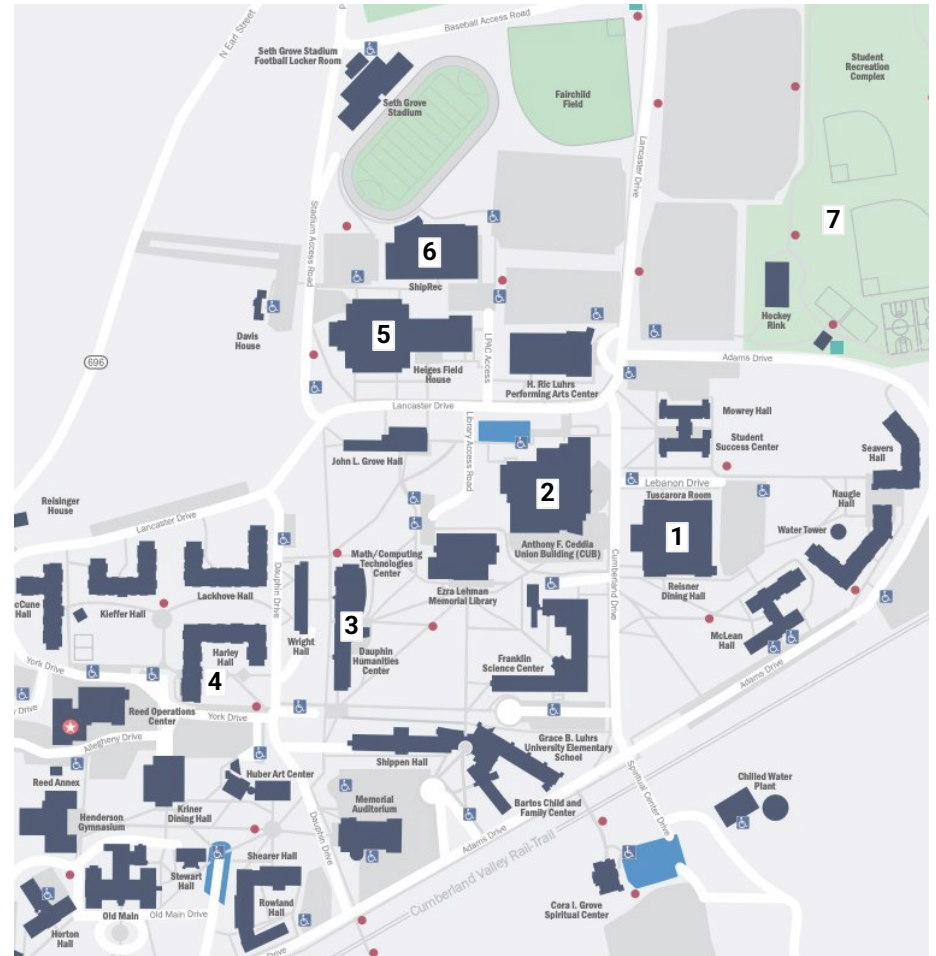 Baseball Access Road
N Earl Street
Seth Grove Stadium
Football Locker Room
Seth Grove
Stadium
Fairchild
Field
Student
Recreation
Complex
Lancaster Drive
Stadium Access Road
7
6
ShipRec
Hockey
Rink
Davis
House
5
Heiges Field
House
LPAC Access
H. Ric Luhrs
Performing Arts Center
Adams Drive
696
Lancaster Drive
Library Access Road
Mowrey Hall
Student
Success Center
John L. Grove Hall
Seavers
Hall
Lebanon Drive
Tuscarora Room
2
Naugle
Hall
Reisinger
House
Lancaster Drive
1
Water Tower
Anthony F. Ceddia
Union Building (CUB)
Math/Computing
Technologies
Center
Dauphin Drive
Cumberland Drive
Reisner
Dining Hall
Ezra Lehman
Memorial Library
Lackhove Hall
Kieffer Hall
cCune
Hall
3
Wright
Hall
McLean
Hall
Harley
Hall
Dauphin
Humanities
Center
Franklin
Science Center
York Drive
4
Adams Drive
y Drive
Reed Operations
Center
York Drive
Allegheny Drive
Grace B. Luhrs
University Elementary
School
Shippen Hall
Reed Annex
Huber Art Center
Spiritual Center Drive
Chilled Water
Plant
Kriner
Dining Hall
Memorial
Auditorium
Bartos Child and
Family Center
Henderson
Gymnasium
Dauphin Drive
Adams Drive
Cumberland Valley Rail-Trail
Shearer Hall
Stewart
Hall
Rowland
Hall
Old Main
Old Main Drive
Cora I. Grove
Spiritual Center
Horton
Hall
Drive